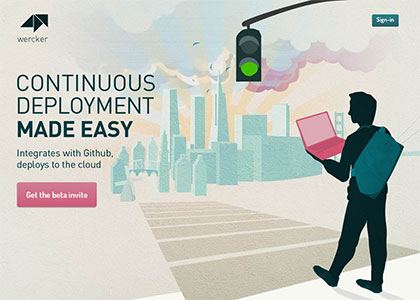 wercker
Sign-in
CONTINUOUS
DEPLOYMENT
MADE EASY
Integrates with Github,
deploys to the cloud
Get the beta invite